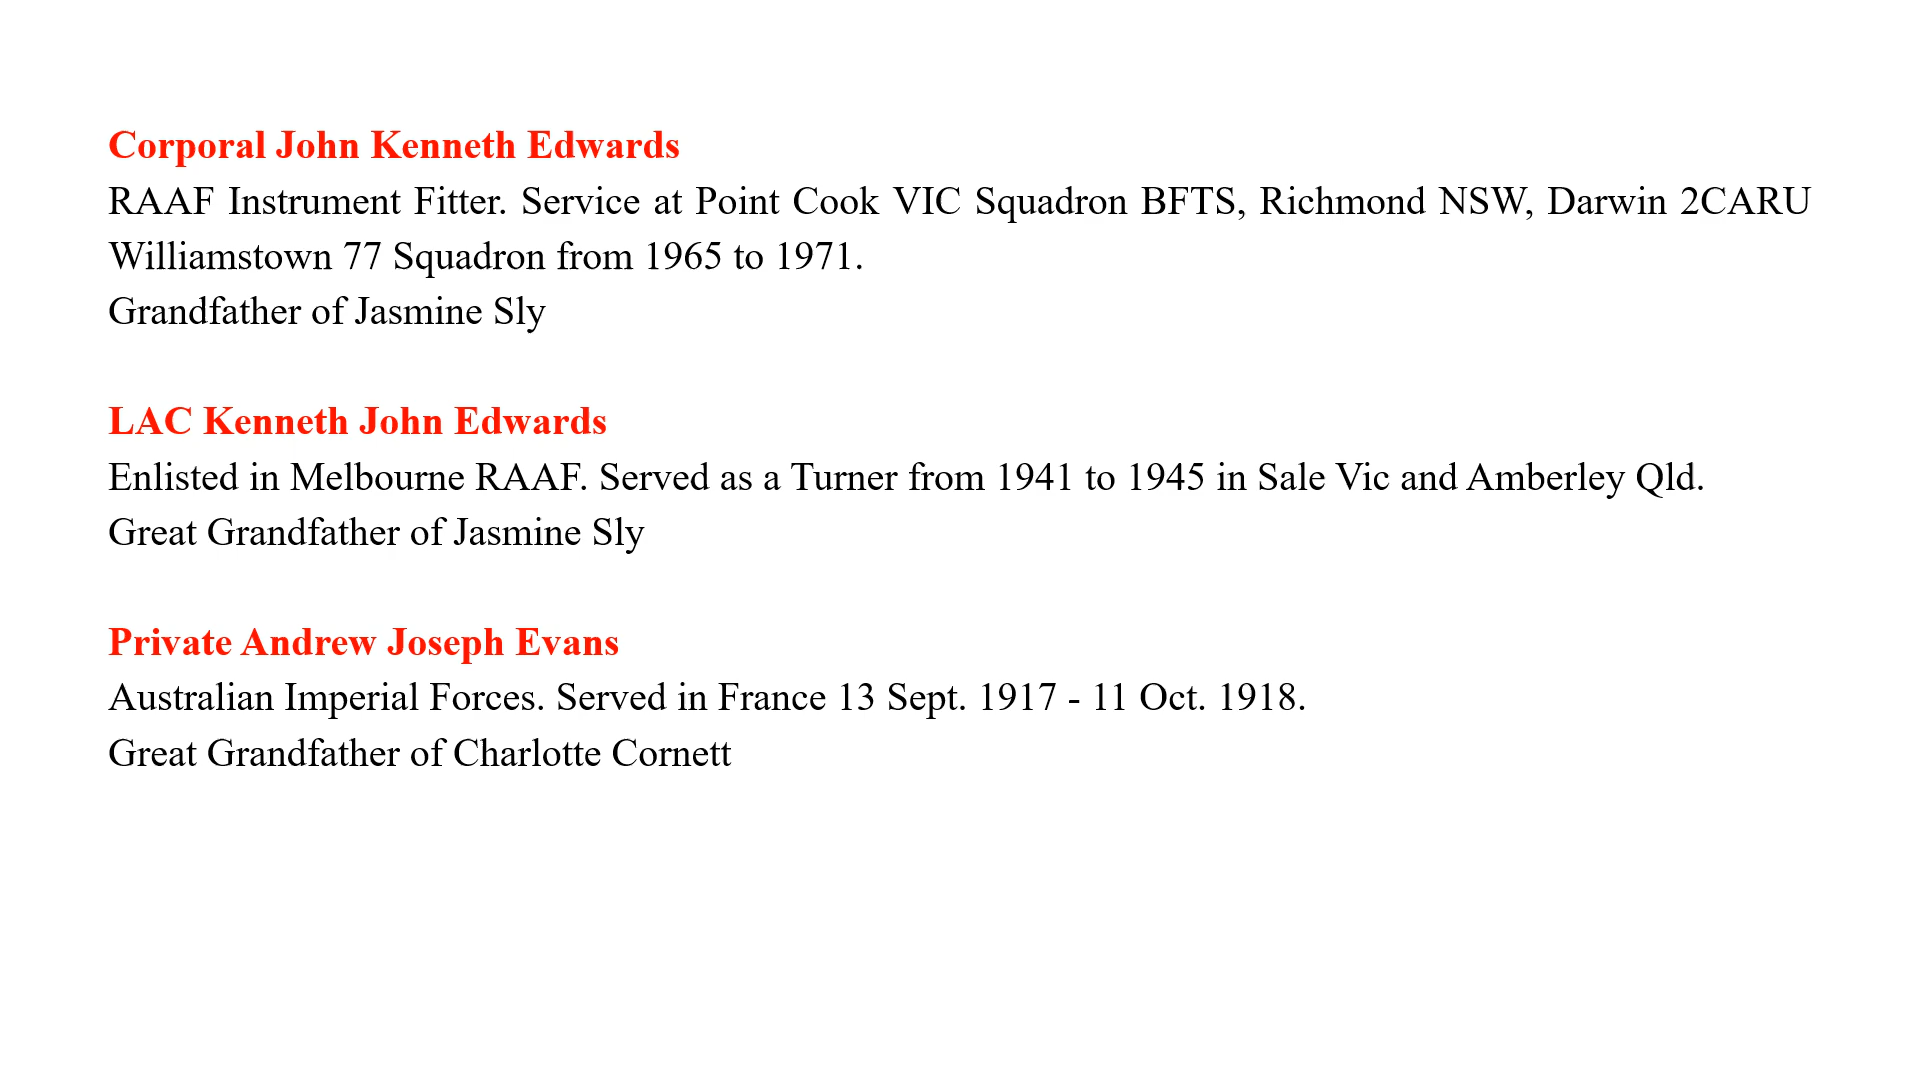 Corporal John Kenneth Edwards
RAAF Instrument Fitter. Service at Point Cook VIC Squadron BFTS, Richmond NSW, Darwin 2CARU
Williamstown 77 Squadron from 1965 to 1971.
Grandfather of Jasmine Sly
LAC Kenneth John Edwards
Enlisted in Melbourne RAAF. Served as a Turner from 1941 to 1945 in Sale Vic and Amberley Qld.
Great Grandfather of Jasmine Sly
Private Andrew Joseph Evans
Australian Imperial Forces. Served in France 13 Sept. 1917 - 11 Oct. 1918.
Great Grandfather of Charlotte Cornett